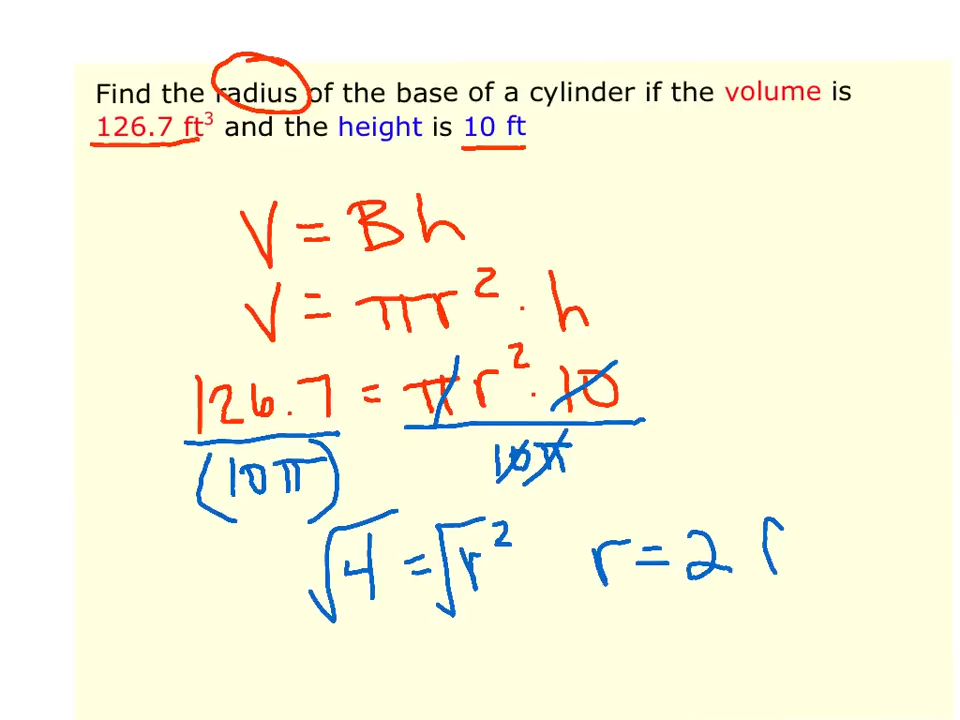 Find the radius of the base of a cylinder if the volume is
126.7 ft³ and the height is 10 ft
V = Bh
V = πr² · h
126.7 = πr² · 10
(10π) 10π
√4 = √r² r = 2 f